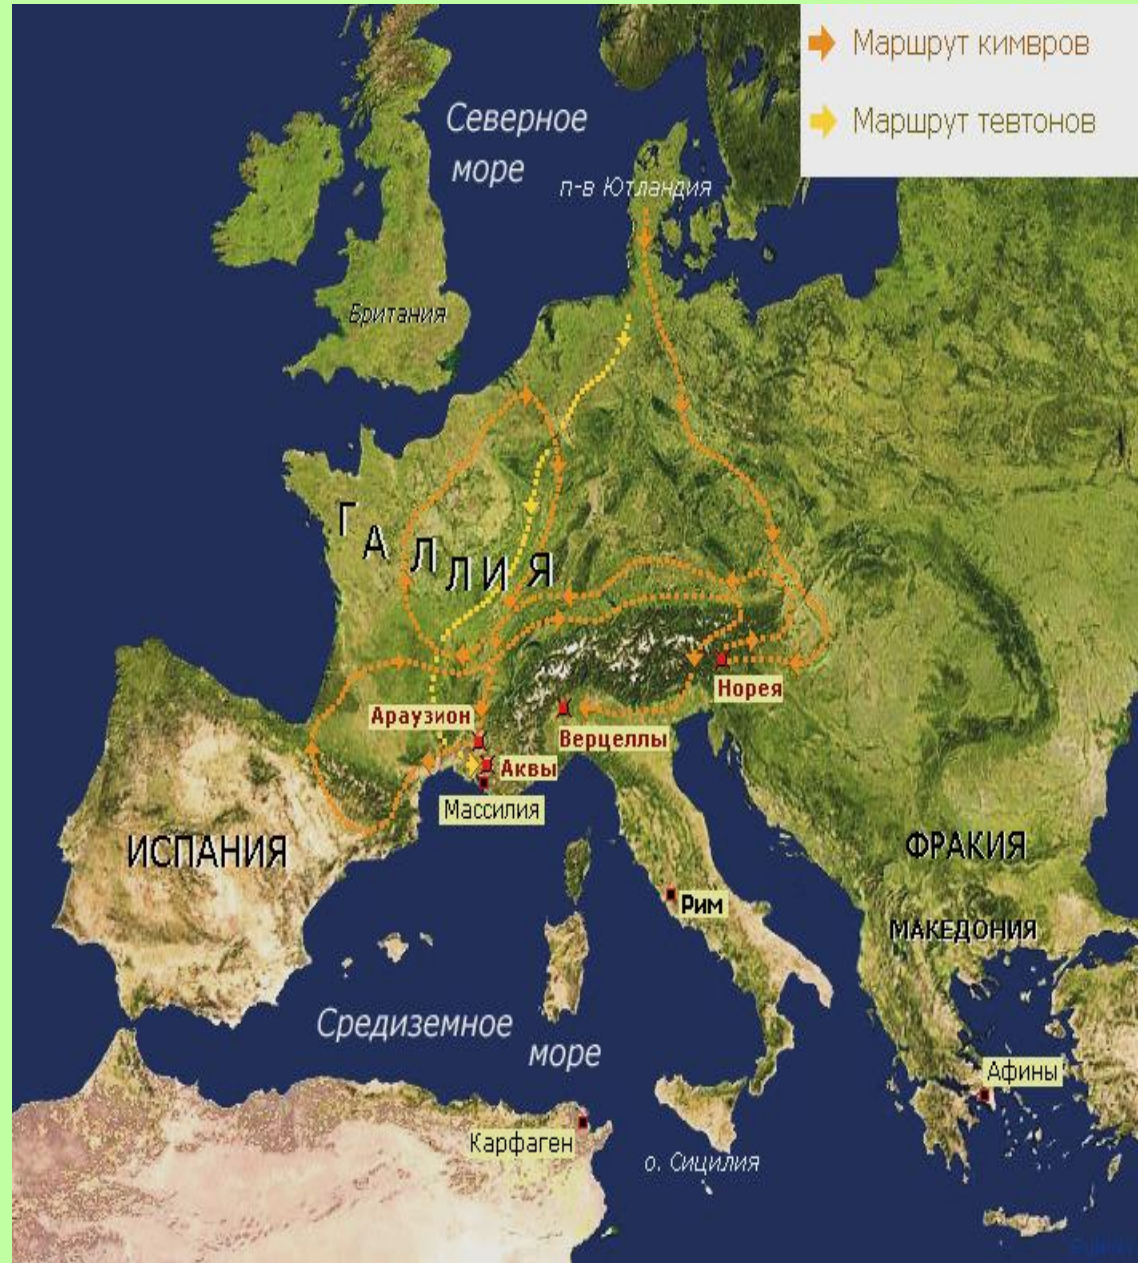 Маршрут кимвров
Маршрут тевтонов
Северное
море
п-в Ютландия
Британия
ГАЛЛИЯ
Норея
Араузион
Верцеллы
Аквы
Массилия
ИСПАНИЯ
ФРАКИЯ
Рим
МАКЕДОНИЯ
Средиземное
море
Афины
Карфаген
о. Сицилия